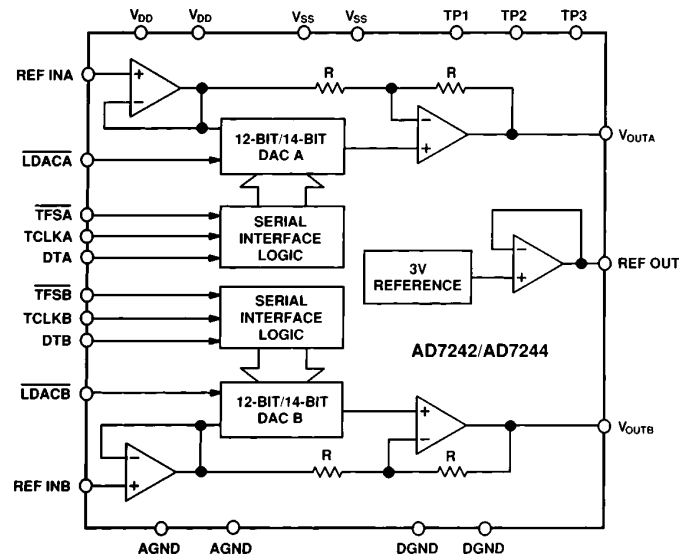 VDD VDD VSS VSS TP1 TP2 TP3
REF INA
R R
12-BIT/14-BIT
DAC A
LDACA
VOUTA
TFSA
TCLKA
DTA
SERIAL
INTERFACE
LOGIC
3V
REFERENCE
REF OUT
TFSB
TCLKB
DTB
SERIAL
INTERFACE
LOGIC
AD7242/AD7244
LDACB
12-BIT/14-BIT
DAC B
VOUTB
R R
REF INB
AGND AGND DGND DGND